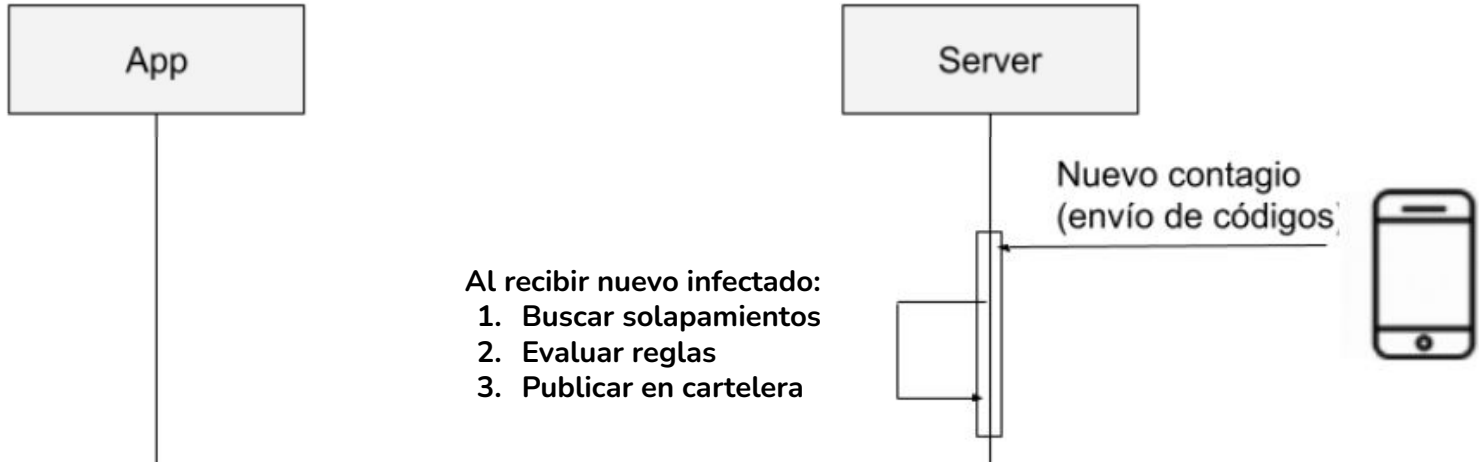 App
Server
Nuevo contagio
(envío de códigos)
Al recibir nuevo infectado:
1. Buscar solapamientos
2. Evaluar reglas
3. Publicar en cartelera